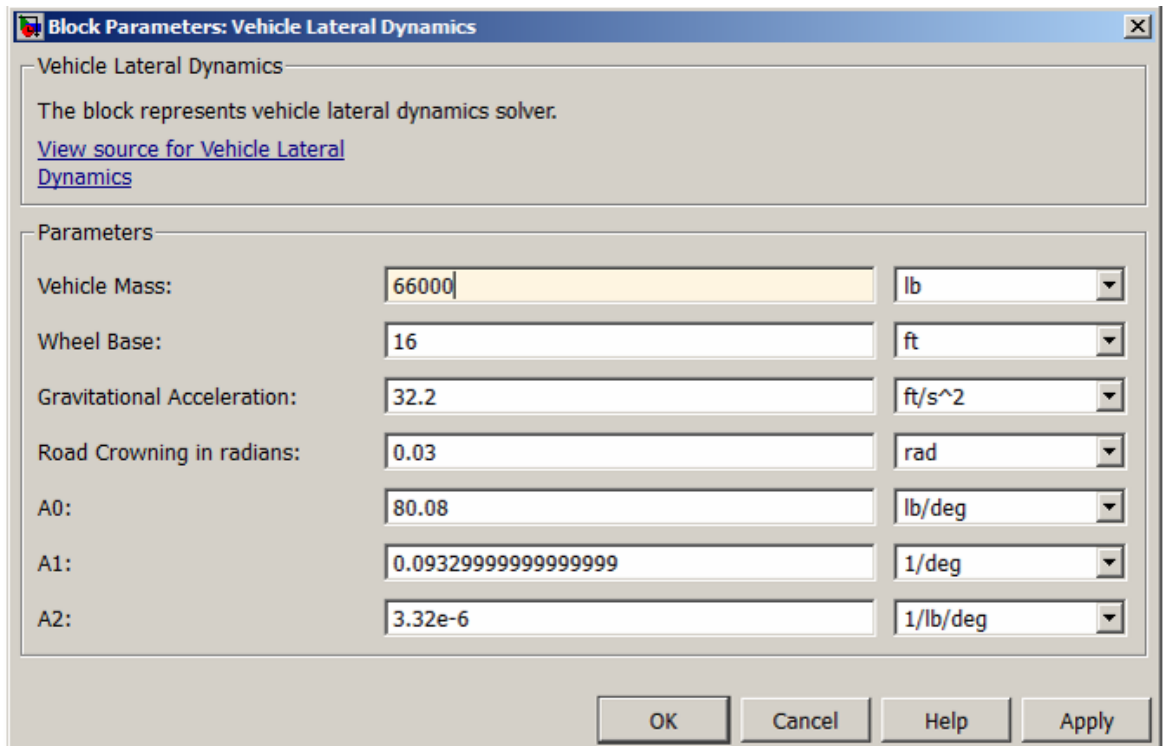 Block Parameters: Vehicle Lateral Dynamics
Vehicle Lateral Dynamics
The block represents vehicle lateral dynamics solver.
View source for Vehicle Lateral
Dynamics
Parameters
Vehicle Mass: 66000 lb
Wheel Base: 16 ft
Gravitational Acceleration: 32.2 ft/s^2
Road Crowning in radians: 0.03 rad
A0: 80.08 lb/deg
A1: 0.09329999999999999 1/deg
A2: 3.32e-6 1/lb/deg
OK Cancel Help Apply